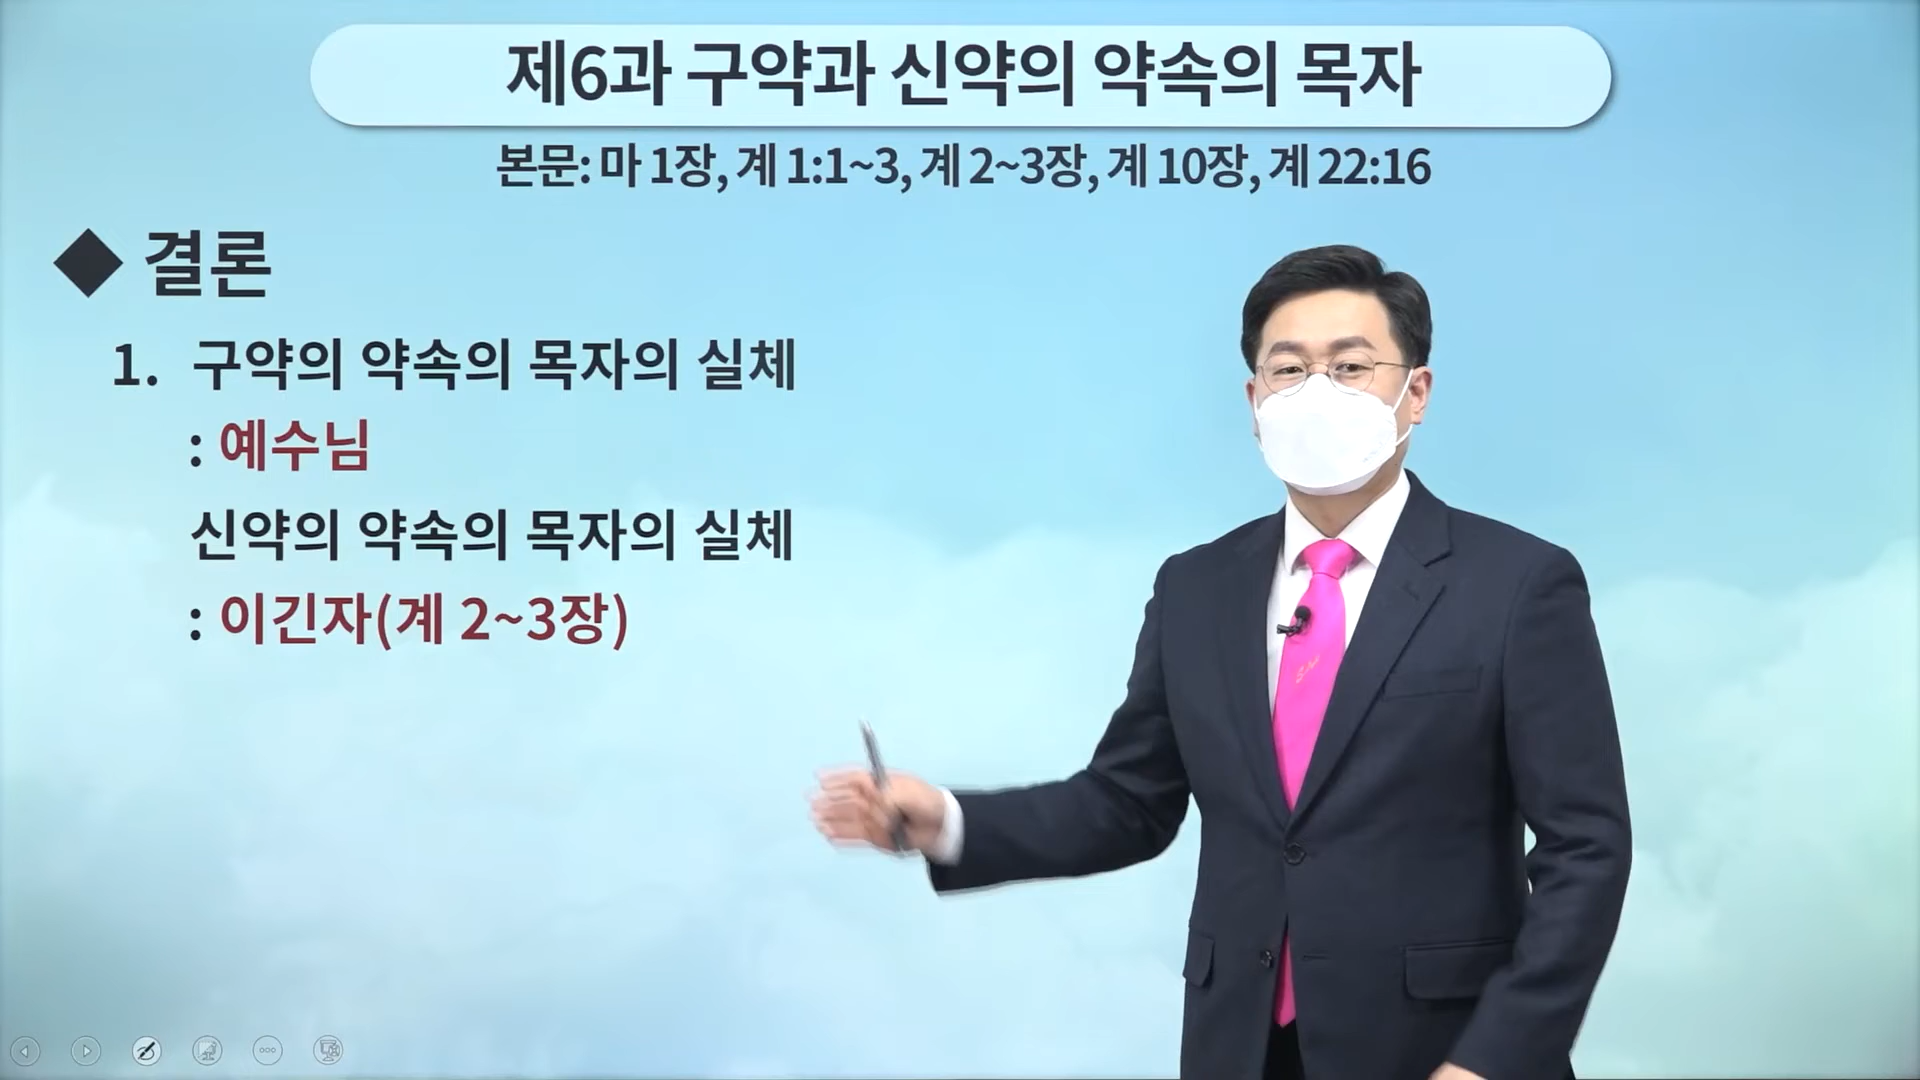 제6과 구약과 신약의 약속의 목자
본문: 마 1장, 계 1:1~3, 계 2~3장, 계 10장, 계 22:16
◆ 결론
1. 구약의 약속의 목자의 실체
: 예수님
신약의 약속의 목자의 실체
: 이긴자(계 2~3장)